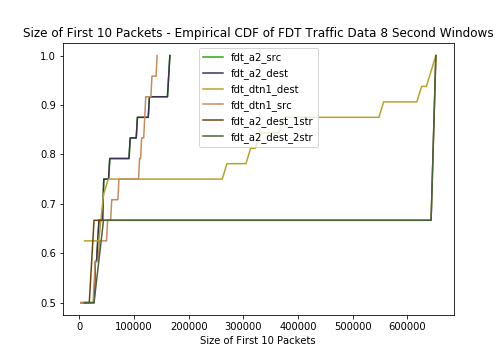 Size of First 10 Packets - Empirical CDF of FDT Traffic Data 8 Second Windows
1.0
0.9
0.8
0.7
0.6
0.5
fdt_a2_src
fdt_a2_dest
fdt_dtn1_dest
fdt_dtn1_src
fdt_a2_dest_1str
fdt_a2_dest_2str
0 100000 200000 300000 400000 500000 600000
Size of First 10 Packets